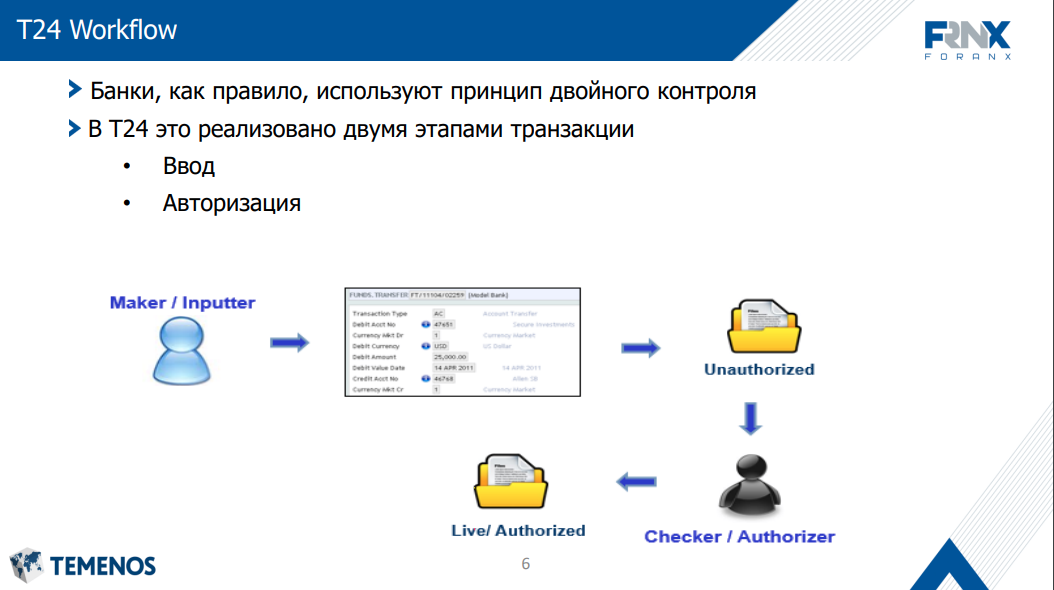 T24 Workflow
FRNX
FORANX
Банки, как правило, используют принцип двойного контроля
В Т24 это реализовано двумя этапами транзакции
• Ввод
• Авторизация
Maker / Inputter
FUNDS.TRANSFER FT/11104/02259 (Model Bank)
Transaction Type AC Account Transfer
Debit Acct No 47651 Secure Investments
Currency Mkt Dr 1 Currency Market
Debit Currency USD US Dollar
Debit Amount 25,000.00
Debit Value Date 14 APR 2011 14 APR 2011
Credit Acct No 46768 Allen SB
Currency Mkt Cr 1 Currency Market
Unauthorized
Live/ Authorized
Checker / Authorizer
TEMENOS
6